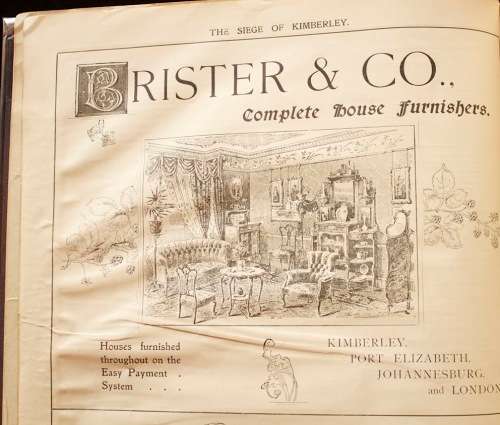 THE SIEGE OF KIMBERLEY.
BRISTER & CO.,
Complete House Furnishers.
Houses furnished
throughout on the
Easy Payment .
System . . .
KIMBERLEY,
PORT ELIZABETH,
JOHANNESBURG,
and LONDON